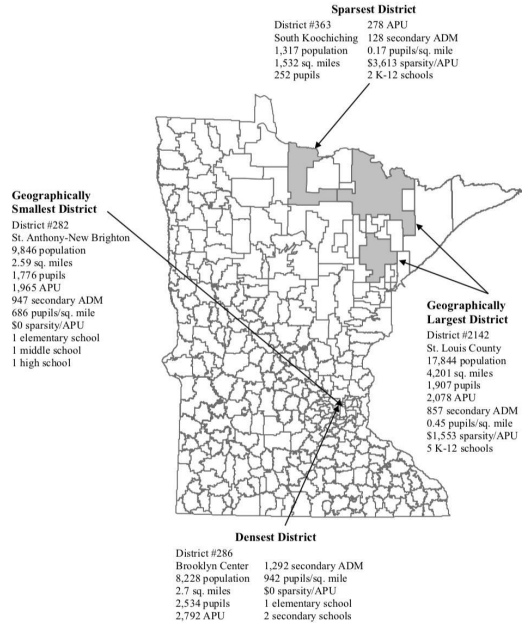 Sparsest District
District #363
South Koochiching
1,317 population
1,532 sq. miles
252 pupils
278 APU
128 secondary ADM
0.17 pupils/sq. mile
$3,613 sparsity/APU
2 K-12 schools
Geographically
Smallest District
District #282
St. Anthony-New Brighton
9,846 population
2.59 sq. miles
1,776 pupils
1,965 APU
947 secondary ADM
686 pupils/sq. mile
$0 sparsity/APU
1 elementary school
1 middle school
1 high school
Geographically
Largest District
District #2142
St. Louis County
17,844 population
4,201 sq. miles
1,907 pupils
2,078 APU
857 secondary ADM
0.45 pupils/sq. mile
$1,553 sparsity/APU
5 K-12 schools
Densest District
District #286
Brooklyn Center
8,228 population
2.7 sq. miles
2,534 pupils
2,792 APU
1,292 secondary ADM
942 pupils/sq. mile
$0 sparsity/APU
1 elementary school
2 secondary schools